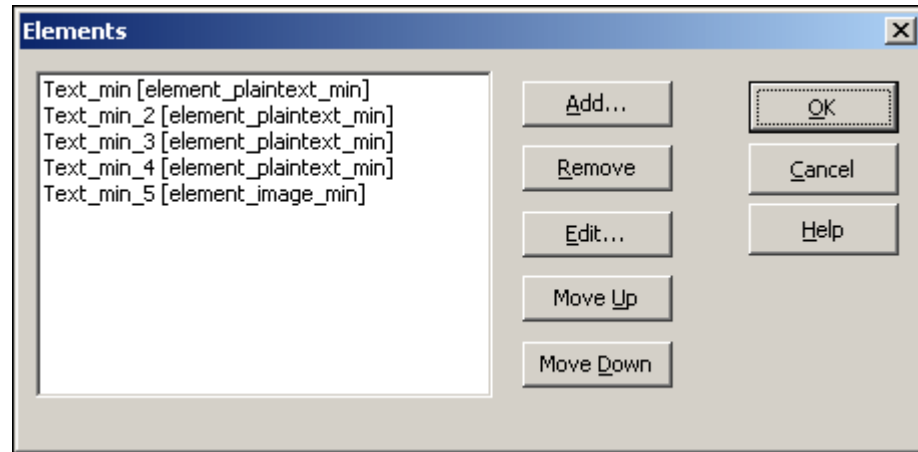 Elements
Text_min [element_plaintext_min]
Text_min_2 [element_plaintext_min]
Text_min_3 [element_plaintext_min]
Text_min_4 [element_plaintext_min]
Text_min_5 [element_image_min]
Add...
Remove
Edit...
Move Up
Move Down
OK
Cancel
Help